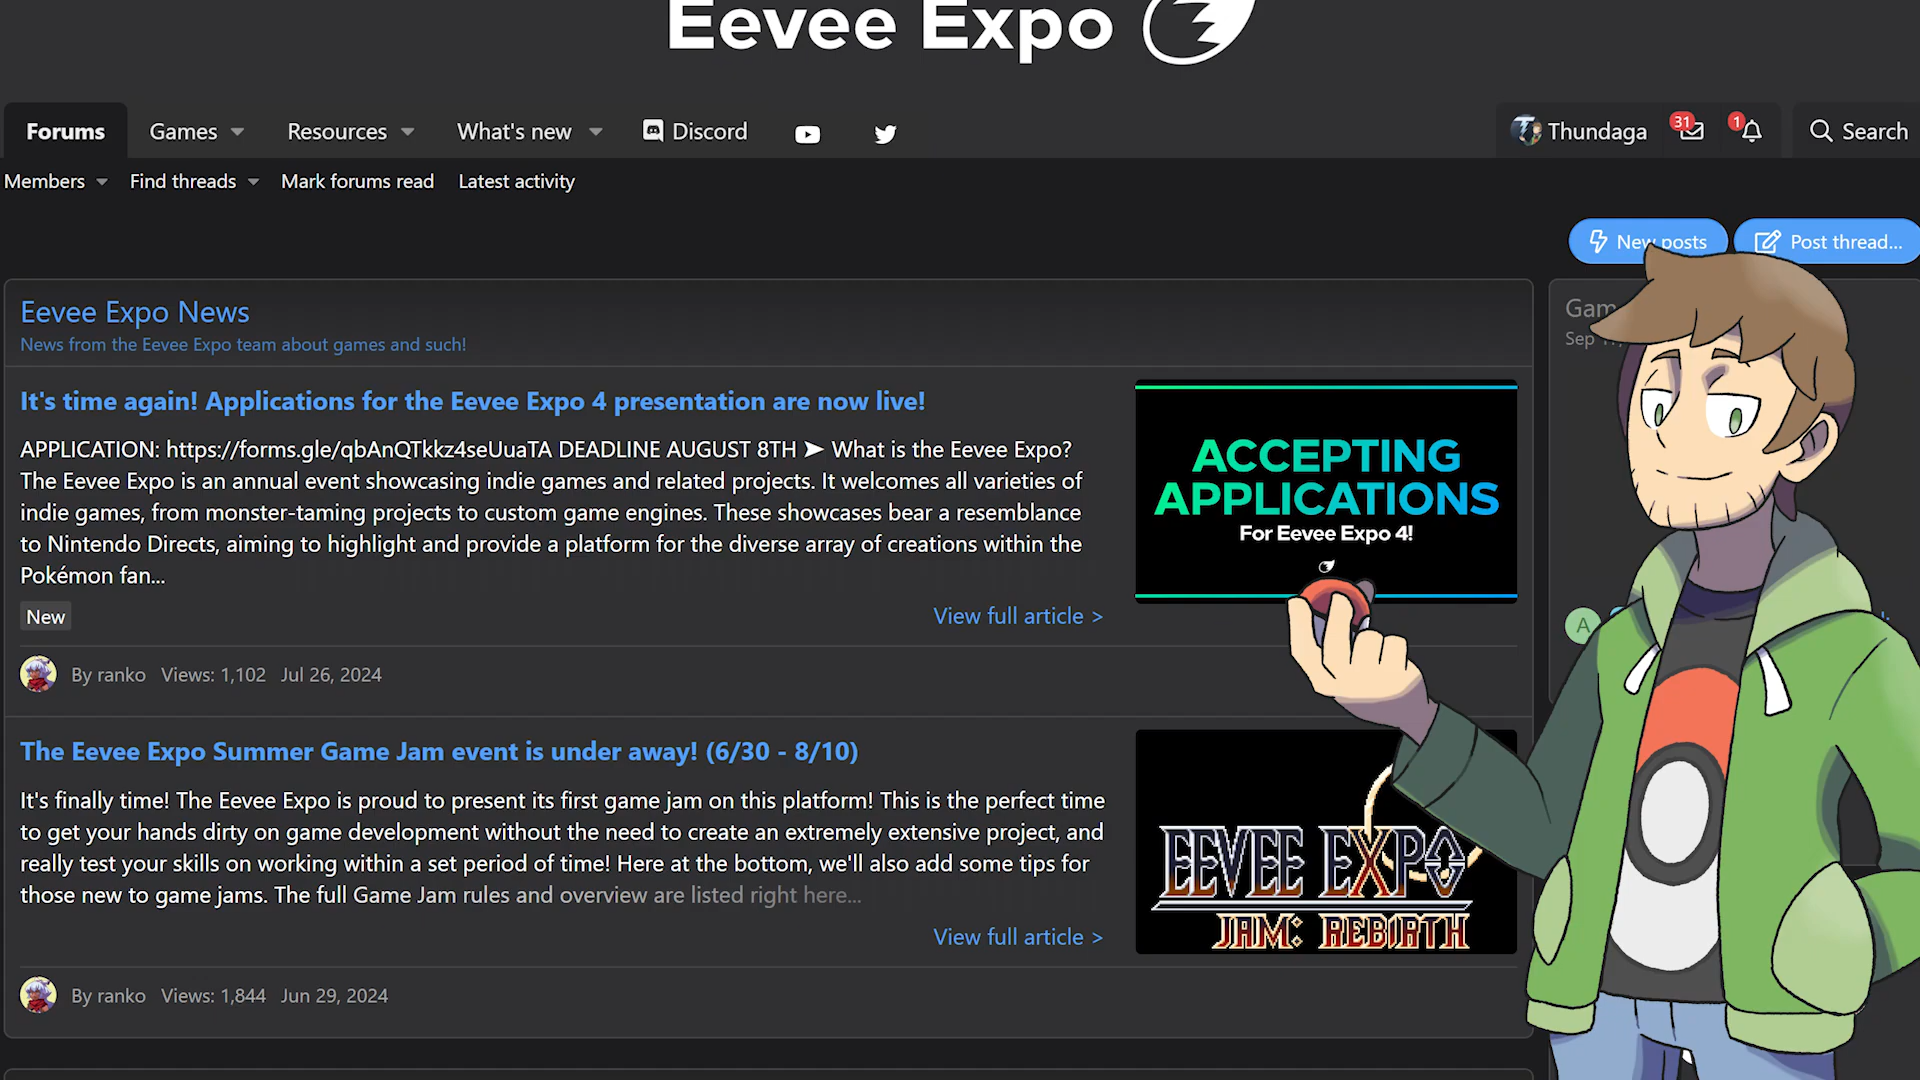 Eevee Expo
Forums Games Resources What's new Discord Thundaga 31 1 Search
Members Find threads Mark forums read Latest activity
New posts Post thread...
Eevee Expo News
News from the Eevee Expo team about games and such!
It's time again! Applications for the Eevee Expo 4 presentation are now live!
APPLICATION: https://forms.gle/qbAnQTkkz4seUuaTA DEADLINE AUGUST 8TH ➤ What is the Eevee Expo?
The Eevee Expo is an annual event showcasing indie games and related projects. It welcomes all varieties of
indie games, from monster-taming projects to custom game engines. These showcases bear a resemblance
to Nintendo Directs, aiming to highlight and provide a platform for the diverse array of creations within the
Pokémon fan...
New
View full article >
By ranko Views: 1,102 Jul 26, 2024
ACCEPTING
APPLICATIONS
For Eevee Expo 4!
The Eevee Expo Summer Game Jam event is under away! (6/30 - 8/10)
It's finally time! The Eevee Expo is proud to present its first game jam on this platform! This is the perfect time
to get your hands dirty on game development without the need to create an extremely extensive project, and
really test your skills on working within a set period of time! Here at the bottom, we'll also add some tips for
those new to game jams. The full Game Jam rules and overview are listed right here...
View full article >
By ranko Views: 1,844 Jun 29, 2024
EEVEE EXPO
JAM: REBIRTH
Sep
A